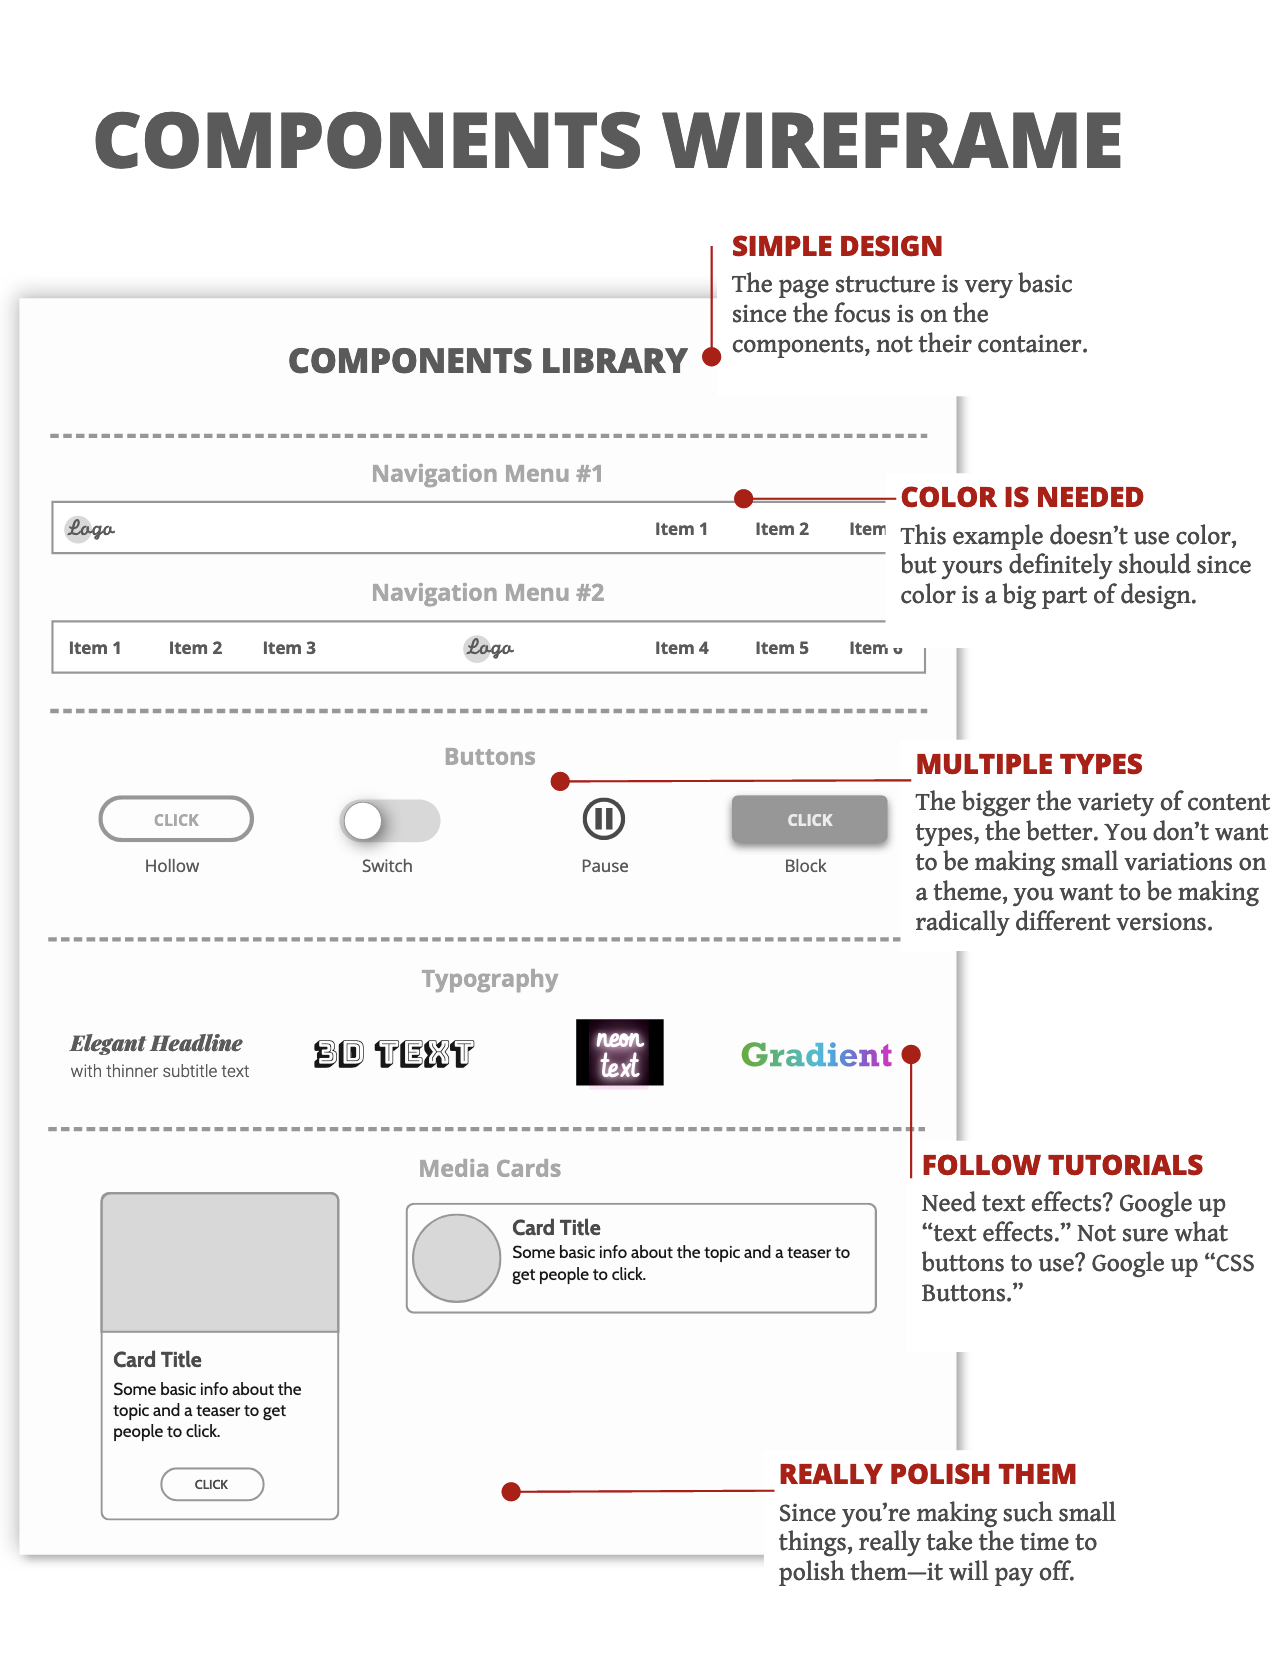 COMPONENTS WIREFRAME
SIMPLE DESIGN
The page structure is very basic
since the focus is on the
components, not their container.
COMPONENTS LIBRARY
Navigation Menu #1
Logo Item 1 Item 2 Item
COLOR IS NEEDED
This example doesn’t use color,
but yours definitely should since
color is a big part of design.
Navigation Menu #2
Item 1 Item 2 Item 3 Logo Item 4 Item 5 Item 6
Buttons
MULTIPLE TYPES
The bigger the variety of content
types, the better. You don’t want
to be making small variations on
a theme, you want to be making
radically different versions.
CLICK CLICK
Hollow Switch Pause Block
Typography
Elegant Headline
with thinner subtitle text
3D TEXT
neon
text
Gradient
FOLLOW TUTORIALS
Need text effects? Google up
“text effects.” Not sure what
buttons to use? Google up “CSS
Buttons.”
Media Cards
Card Title
Some basic info about the topic and a teaser to
get people to click.
Card Title
Some basic info about the
topic and a teaser to get
people to click.
CLICK
REALLY POLISH THEM
Since you’re making such small
things, really take the time to
polish them—it will pay off.